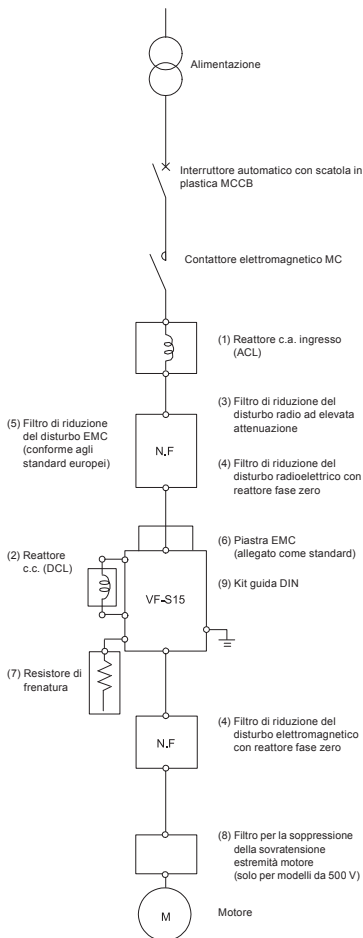 Alimentazione
Interruttore automatico con scatola in
plastica MCCB
Contattore elettromagnetico MC
(1) Reattore c.a. ingresso
(ACL)
(3) Filtro di riduzione del
disturbo radio ad elevata
attenuazione
(5) Filtro di riduzione
del disturbo EMC
(conforme agli
standard europei)
N.F
(4) Filtro di riduzione del
disturbo radioelettrico con
reattore fase zero
(6) Piastra EMC
(allegato come standard)
(2) Reattore
c.c. (DCL)
(9) Kit guida DIN
VF-S15
(7) Resistore di
frenatura
N.F
(4) Filtro di riduzione del
disturbo elettromagnetico
con reattore fase zero
(8) Filtro per la soppressione
della sovratensione
estremità motore
(solo per modelli da 500 V)
M
Motore